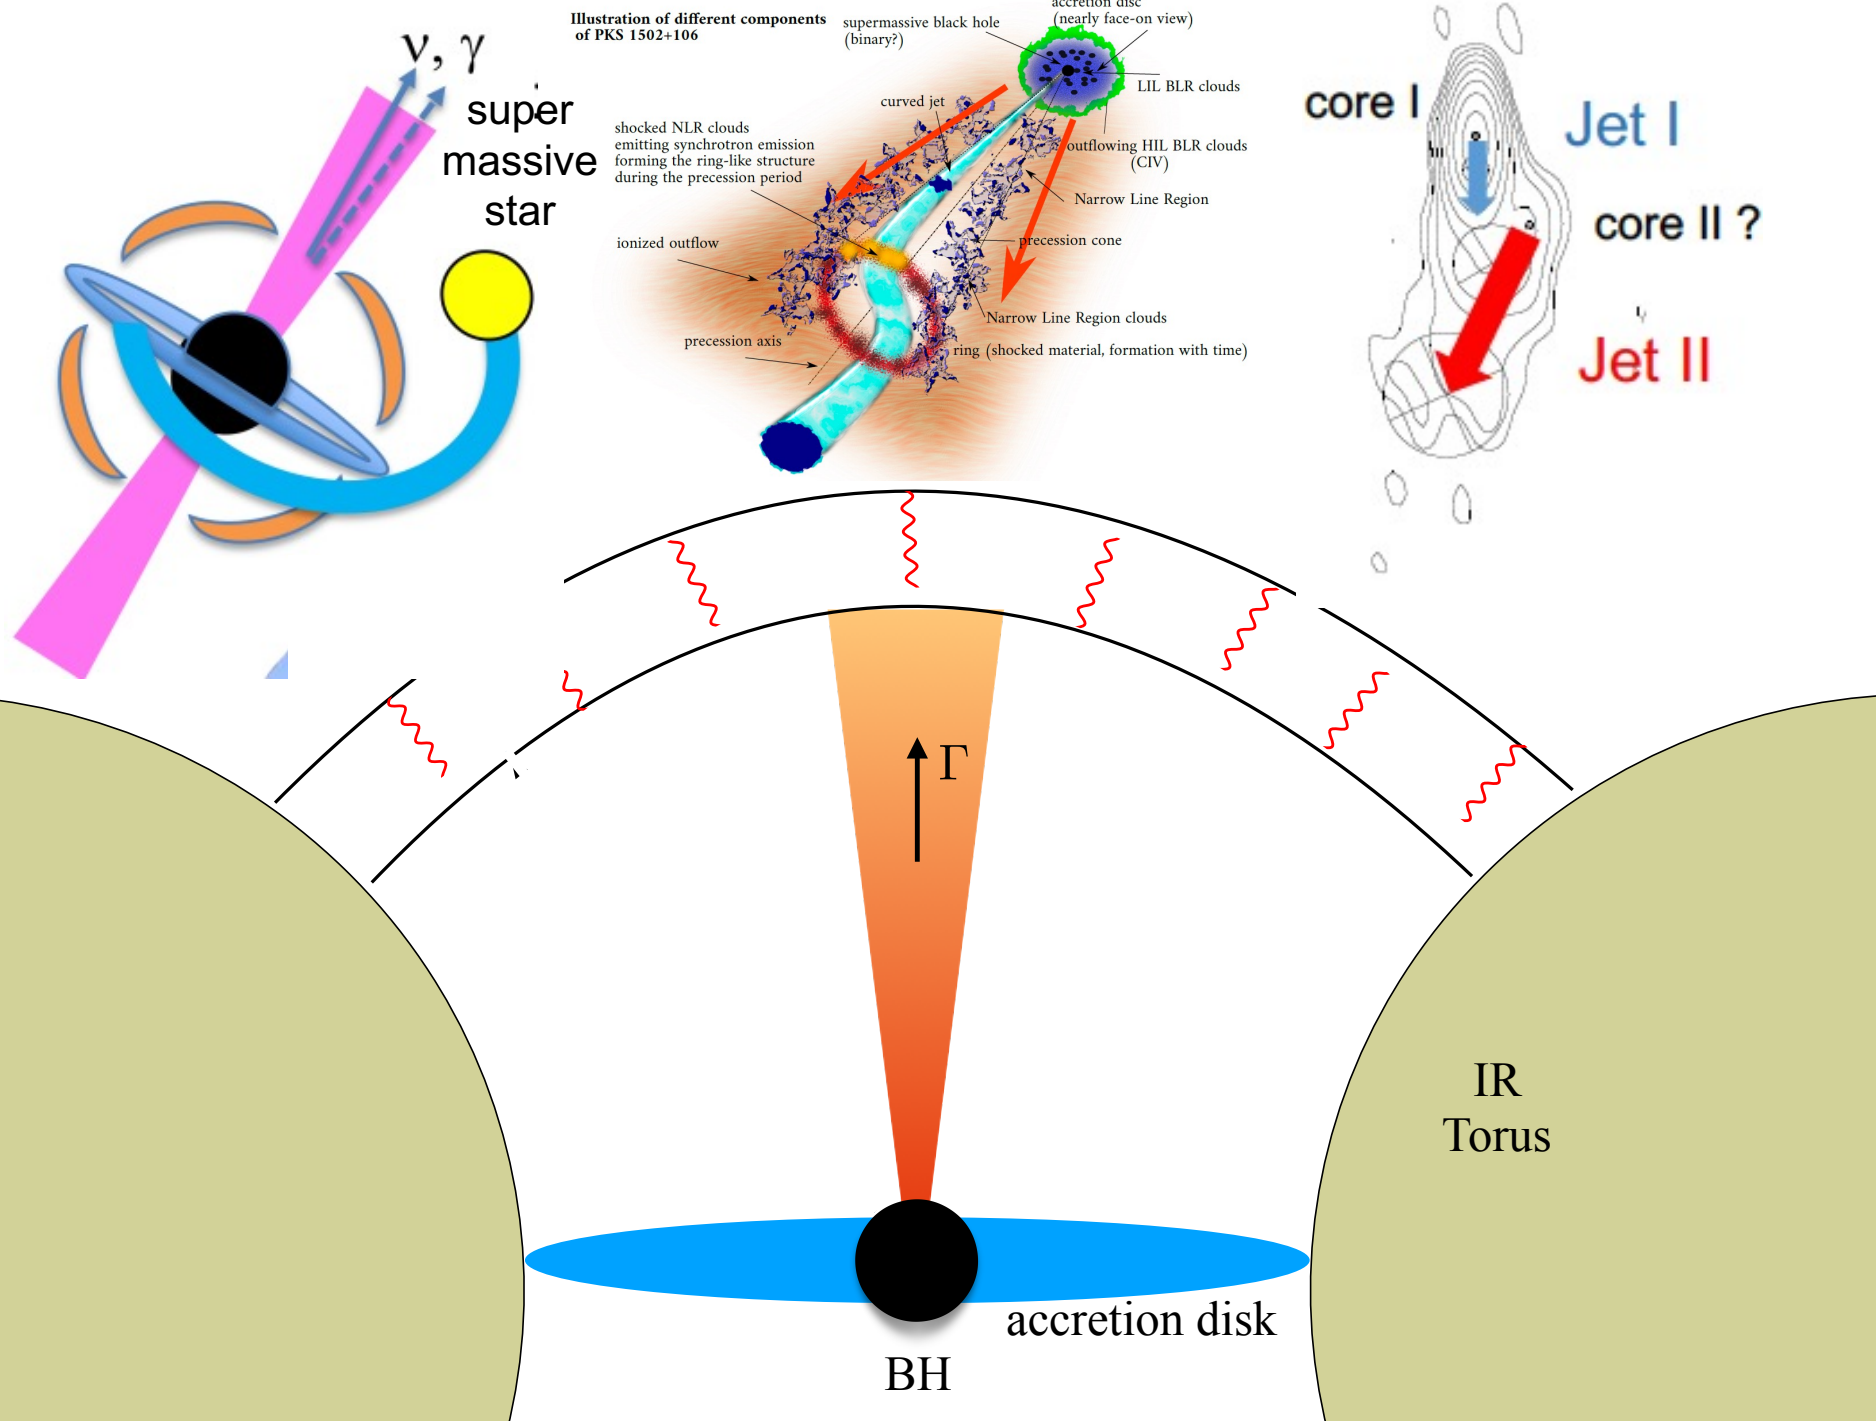 ν, γ
super
massive
star
Illustration of different components
of PKS 1502+106
supermassive black hole
(binary?)
accretion disc
(nearly face-on view)
LIL BLR clouds
curved jet
shocked NLR clouds
emitting synchrotron emission
forming the ring-like structure
during the precession period
outflowing HIL BLR clouds
(CIV)
Narrow Line Region
ionized outflow
precession cone
Narrow Line Region clouds
precession axis
ring (shocked material, formation with time)
core I
Jet I
core II ?
Jet II
Γ
IR
Torus
accretion disk
BH